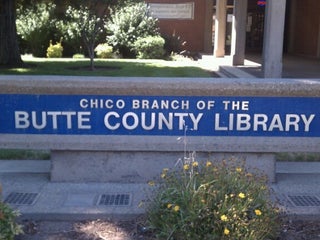 CHICO BRANCH OF THE
BUTTE COUNTY LIBRARY